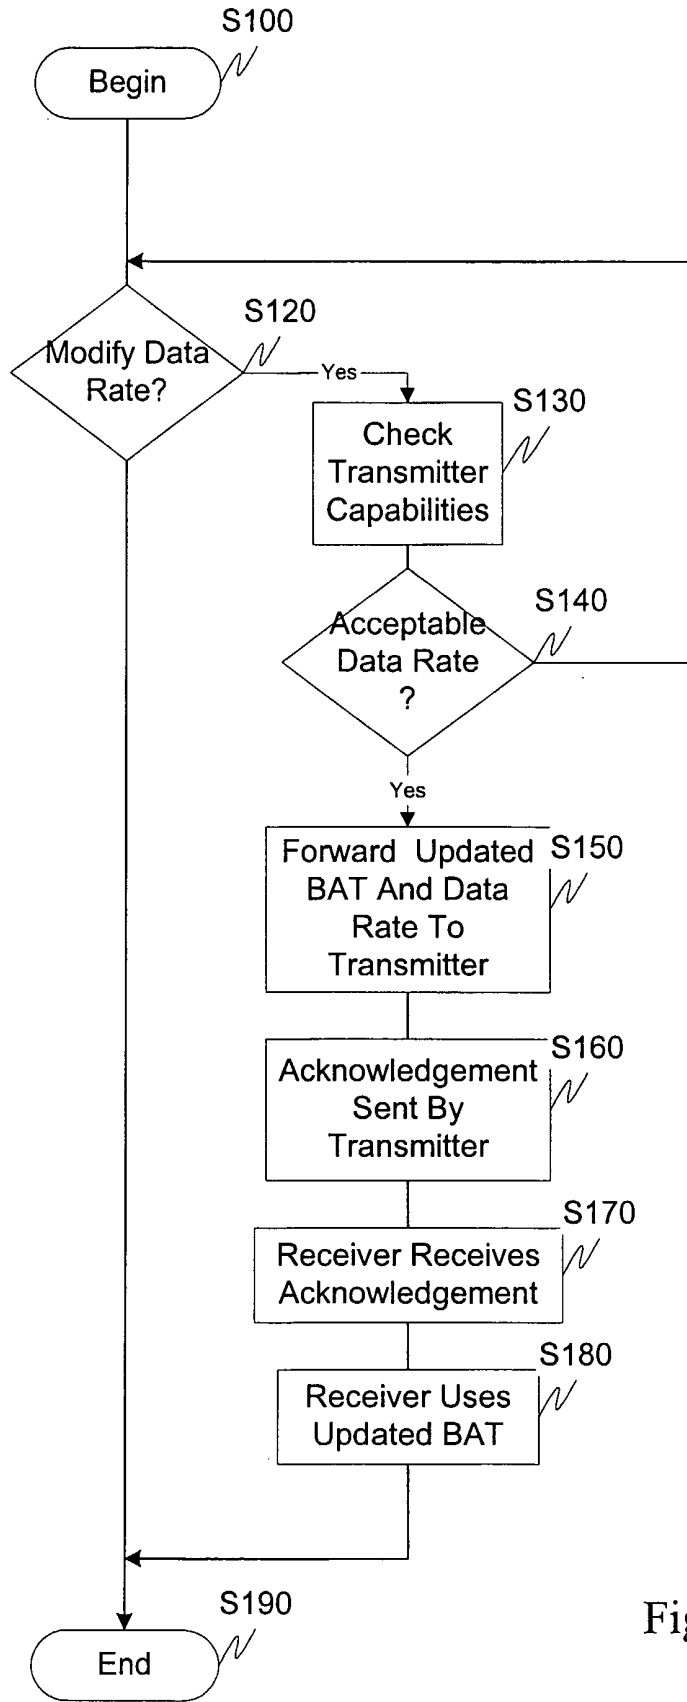 S100
Begin
S120
Modify Data
Rate?
Yes
S130
Check
Transmitter
Capabilities
S140
Acceptable
Data Rate
?
Yes
S150
Forward Updated
BAT And Data
Rate To
Transmitter
S160
Acknowledgement
Sent By
Transmitter
S170
Receiver Receives
Acknowledgement
S180
Receiver Uses
Updated BAT
S190
End
Fig